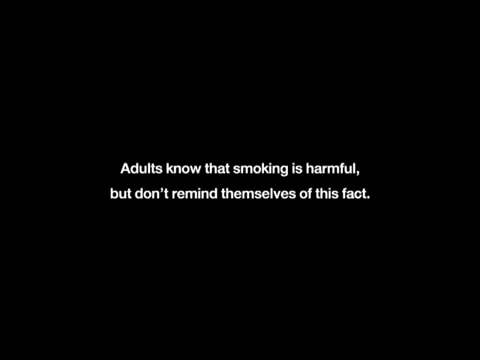 Adults know that smoking is harmful,
but don’t remind themselves of this fact.